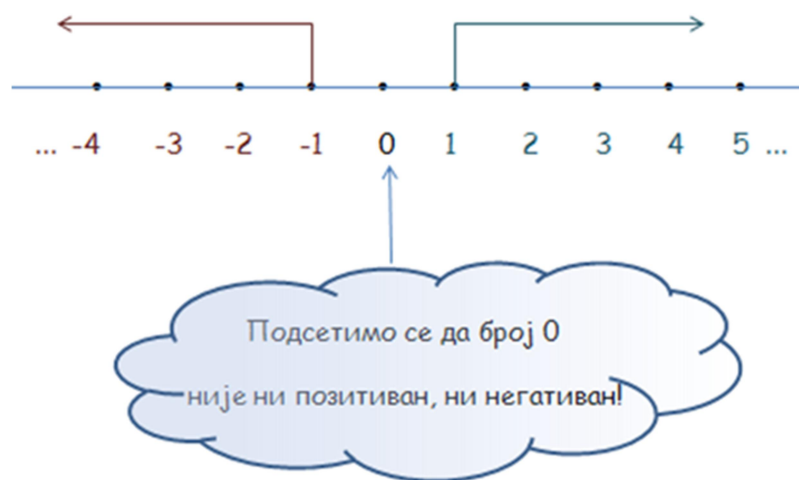 ... -4 -3 -2 -1 0 1 2 3 4 5 ...
Подсетимо се да број 0
није ни позитиван, ни негативан!